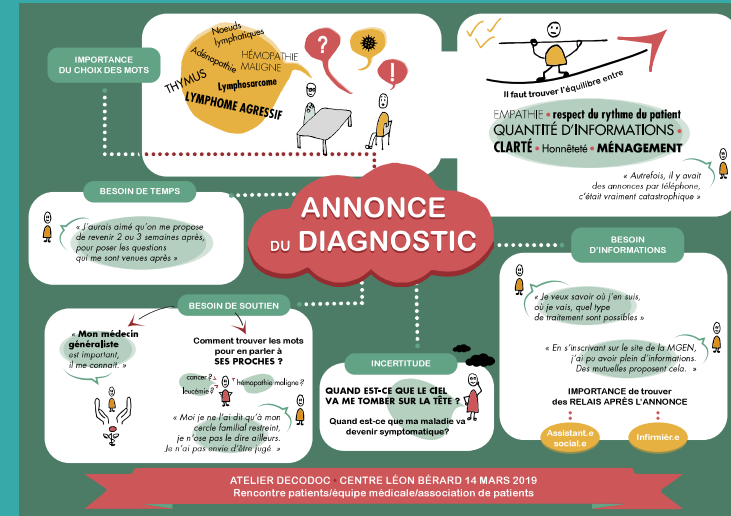 IMPORTANCE
DU CHOIX DES MOTS
Noeuds
lymphatiques
Adénopathie
HÉMOPATHIE
MALIGNE
THYMUS
Lymphosarcome
LYMPHOME AGRESSIF
?
!
Il faut trouver l'équilibre entre
EMPATHIE • respect du rythme du patient
QUANTITÉ D'INFORMATIONS •
CLARTÉ • Honnêteté • MÉNAGEMENT
« Autrefois, il y avait
des annonces par téléphone,
c'était vraiment catastrophique »
BESOIN DE TEMPS
« J'aurais aimé qu'on me propose
de revenir 2 ou 3 semaines après,
pour poser les questions
qui me sont venues après »
ANNONCE
DU DIAGNOSTIC
BESOIN
D'INFORMATIONS
« Je veux savoir où j'en suis,
où je vais, quel type
de traitement sont possibles »
« En s'inscrivant sur le site de la MGEN,
j'ai pu avoir plein d'informations.
Des mutuelles proposent cela. »
IMPORTANCE de trouver
des RELAIS APRÈS L'ANNONCE
Assistant.e
social.e
Infirmièr.e
BESOIN DE SOUTIEN
« Mon médecin
généraliste
est important,
il me connait. »
Comment trouver les mots
pour en parler à
SES PROCHES ?
cancer ?
leucémie ?
hémopathie maligne ?
« Moi je ne l'ai dit qu'à mon
cercle familial restreint,
je n'ose pas le dire ailleurs.
Je n'ai pas envie d'être jugé »
INCERTITUDE
QUAND EST-CE QUE LE CIEL
VA ME TOMBER SUR LA TÊTE ?
Quand est-ce que ma maladie va
devenir symptomatique?
ATELIER DECODOC • CENTRE LÉON BÉRARD 14 MARS 2019
Rencontre patients/équipe médicale/association de patients